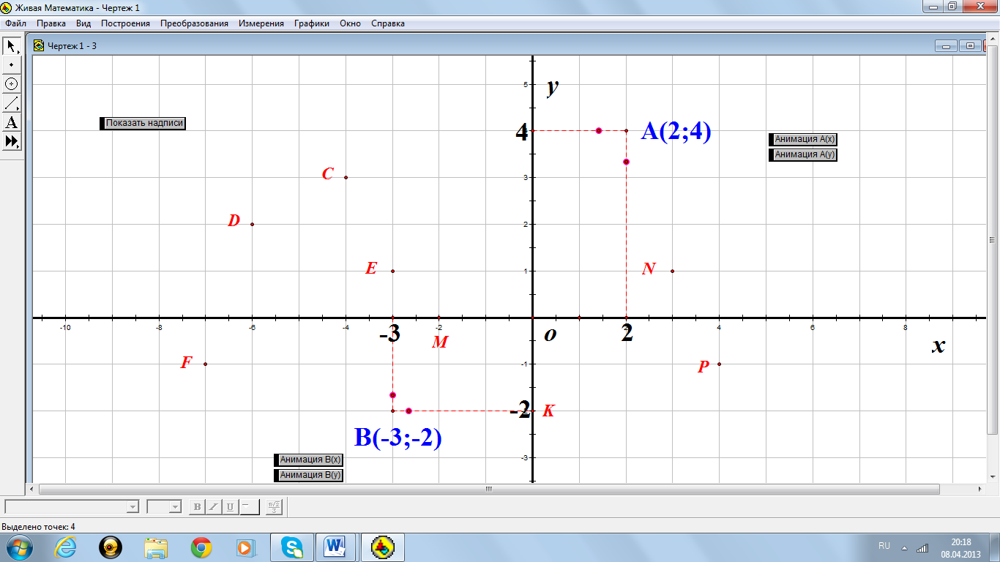 Живая Математика - Чертеж 1
Файл Правка Вид Построения Преобразования Измерения Графики Окно Справка
Чертеж 1 - 3
A
5
y
Показать надписи
4
A(2;4)
Анимация A(x)
Анимация A(y)
C
3
D
2
E
1
N
-10 -8 -6 -4 -2 4 6 8
-3
o
2
M
x
F
-1
P
-2
K
B(-3;-2)
-3
Анимация B(x)
Анимация B(y)
B I U
Выделено точек: 4
RU
20:18
08.04.2013